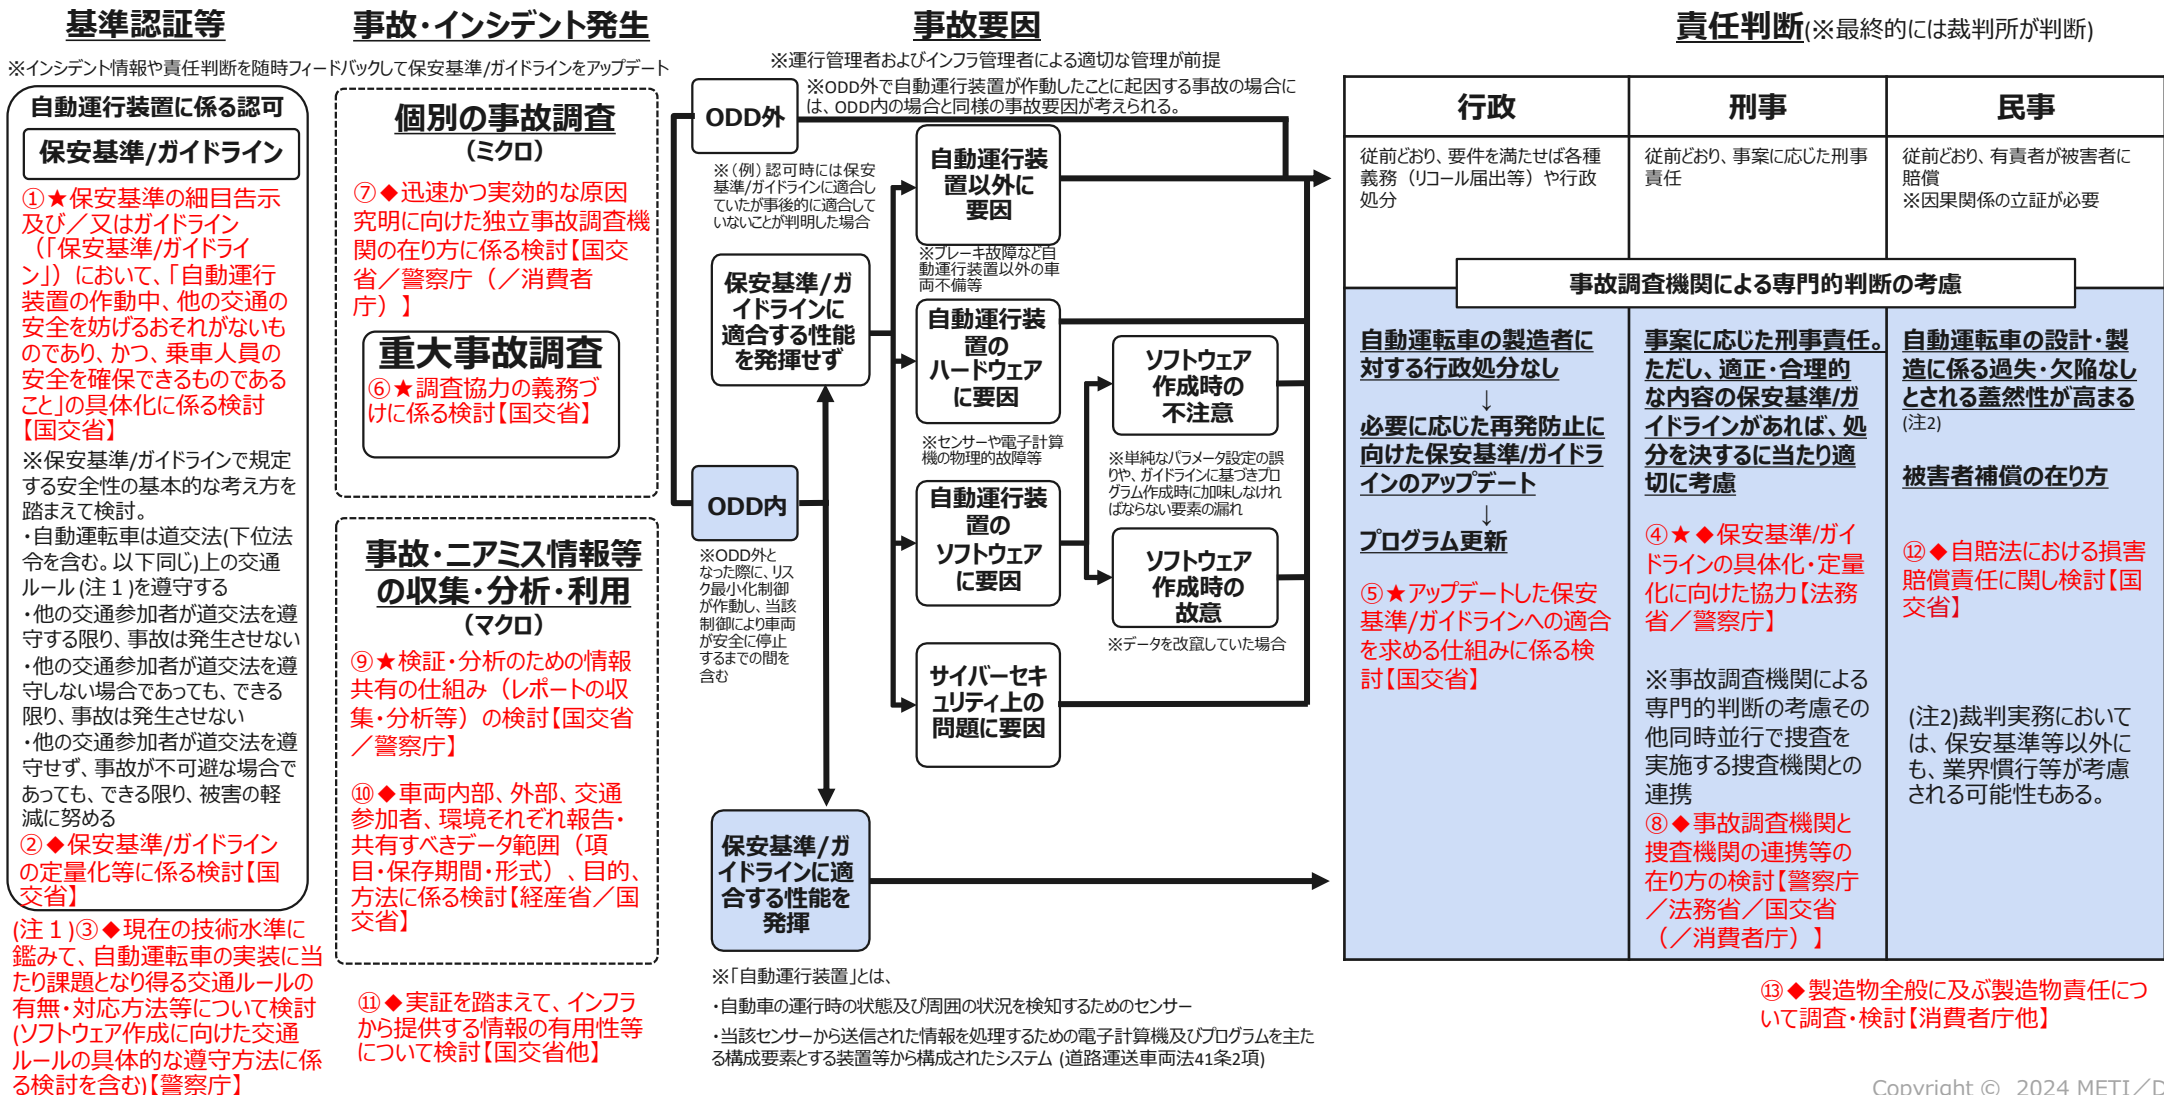 基準認証等
※インシデント情報や責任判断を随時フィードバックして保安基準/ガイドラインをアップデート
自動運行装置に係る認可
保安基準/ガイドライン
①★保安基準の細目告示
及び／又はガイドライン
（「保安基準/ガイドライ
ン」）において、「自動運行
装置の作動中、他の交通の
安全を妨げるおそれがないも
のであり、かつ、乗車人員の
安全を確保できるものである
こと」の具体化に係る検討
【国交省】
※保安基準/ガイドラインで規定
する安全性の基本的な考え方を
踏まえて検討。
・自動運転車は道交法(下位法
令を含む。以下同じ)上の交通
ルール(注１)を遵守する
・他の交通参加者が道交法を遵
守する限り、事故は発生させない
・他の交通参加者が道交法を遵
守しない場合であっても、できる
限り、事故は発生させない
・他の交通参加者が道交法を遵
守せず、事故が不可避な場合で
あっても、できる限り、被害の軽
減に努める
②◆保安基準/ガイドライン
の定量化等に係る検討【国
交省】
(注１)③◆現在の技術水準に
鑑みて、自動運転車の実装に当
たり課題となり得る交通ルールの
有無・対応方法等について検討
(ソフトウェア作成に向けた交通
ルールの具体的な遵守方法に係
る検討を含む)【警察庁】
事故・インシデント発生
個別の事故調査
（ミクロ）
⑦◆迅速かつ実効的な原因
究明に向けた独立事故調査機
関の在り方に係る検討【国交
省／警察庁（／消費者
庁）】
重大事故調査
⑥★調査協力の義務づ
けに係る検討【国交省】
事故・ニアミス情報等
の収集・分析・利用
（マクロ）
⑨★検証・分析のための情報
共有の仕組み（レポートの収
集・分析等）の検討【国交省
／警察庁】
⑩◆車両内部、外部、交通
参加者、環境それぞれ報告・
共有すべきデータ範囲（項
目・保存期間・形式）、目的、
方法に係る検討【経産省／国
交省】
⑪◆実証を踏まえて、インフラ
から提供する情報の有用性等
について検討【国交省他】
事故要因
※運行管理者およびインフラ管理者による適切な管理が前提
ODD外
※ODD外で自動運行装置が作動したことに起因する事故の場合に
は、ODD内の場合と同様の事故要因が考えられる。
※（例）認可時には保安
基準/ガイドラインに適合し
ていたが事後的に適合して
いないことが判明した場合
保安基準/ガ
イドラインに
適合する性能
を発揮せず
ODD内
※ODD外と
なった際に、リス
ク最小化制御
が作動し、当該
制御により車両
が安全に停止
するまでの間を
含む
保安基準/ガ
イドラインに適
合する性能を
発揮
自動運行装
置以外に
要因
※ブレーキ故障など自
動運行装置以外の車
両不備等
自動運行装
置の
ハードウェア
に要因
※センサーや電子計算
機の物理的故障等
自動運行装
置の
ソフトウェア
に要因
サイバーセキ
ュリティ上の
問題に要因
ソフトウェア
作成時の
不注意
※単純なパラメータ設定の誤
りや、ガイドラインに基づきプロ
グラム作成時に加味しなけれ
ばならない要素の漏れ
ソフトウェア
作成時の
故意
※データを改竄していた場合
※「自動運行装置」とは、
・自動車の運行時の状態及び周囲の状況を検知するためのセンサー
・当該センサーから送信された情報を処理するための電子計算機及びプログラムを主た
る構成要素とする装置等から構成されたシステム (道路運送車両法41条2項)
責任判断(※最終的には裁判所が判断)
行政
刑事
民事
従前どおり、要件を満たせば各種
義務（リコール届出等）や行政
処分
従前どおり、事案に応じた刑事
責任
従前どおり、有責者が被害者に
賠償
※因果関係の立証が必要
事故調査機関による専門的判断の考慮
自動運転車の製造者に
対する行政処分なし
↓
必要に応じた再発防止に
向けた保安基準/ガイドラ
インのアップデート
↓
プログラム更新
⑤★アップデートした保安
基準/ガイドラインへの適合
を求める仕組みに係る検
討【国交省】
事案に応じた刑事責任。
ただし、適正・合理的
な内容の保安基準/ガ
イドラインがあれば、処
分を決するに当たり適
切に考慮
④★◆保安基準/ガイ
ドラインの具体化・定量
化に向けた協力【法務
省／警察庁】
※事故調査機関による
専門的判断の考慮その
他同時並行で捜査を
実施する捜査機関との
連携
⑧◆事故調査機関と
捜査機関の連携等の
在り方の検討【警察庁
／法務省／国交省
（／消費者庁）】
自動運転車の設計・製
造に係る過失・欠陥なし
とされる蓋然性が高まる
(注2)
被害者補償の在り方
⑫◆自賠法における損害
賠償責任に関し検討【国
交省】
(注2)裁判実務において
は、保安基準等以外に
も、業界慣行等が考慮
される可能性もある。
⑬◆製造物全般に及ぶ製造物責任につ
いて調査・検討【消費者庁他】
Copyright © 2024 METI／D